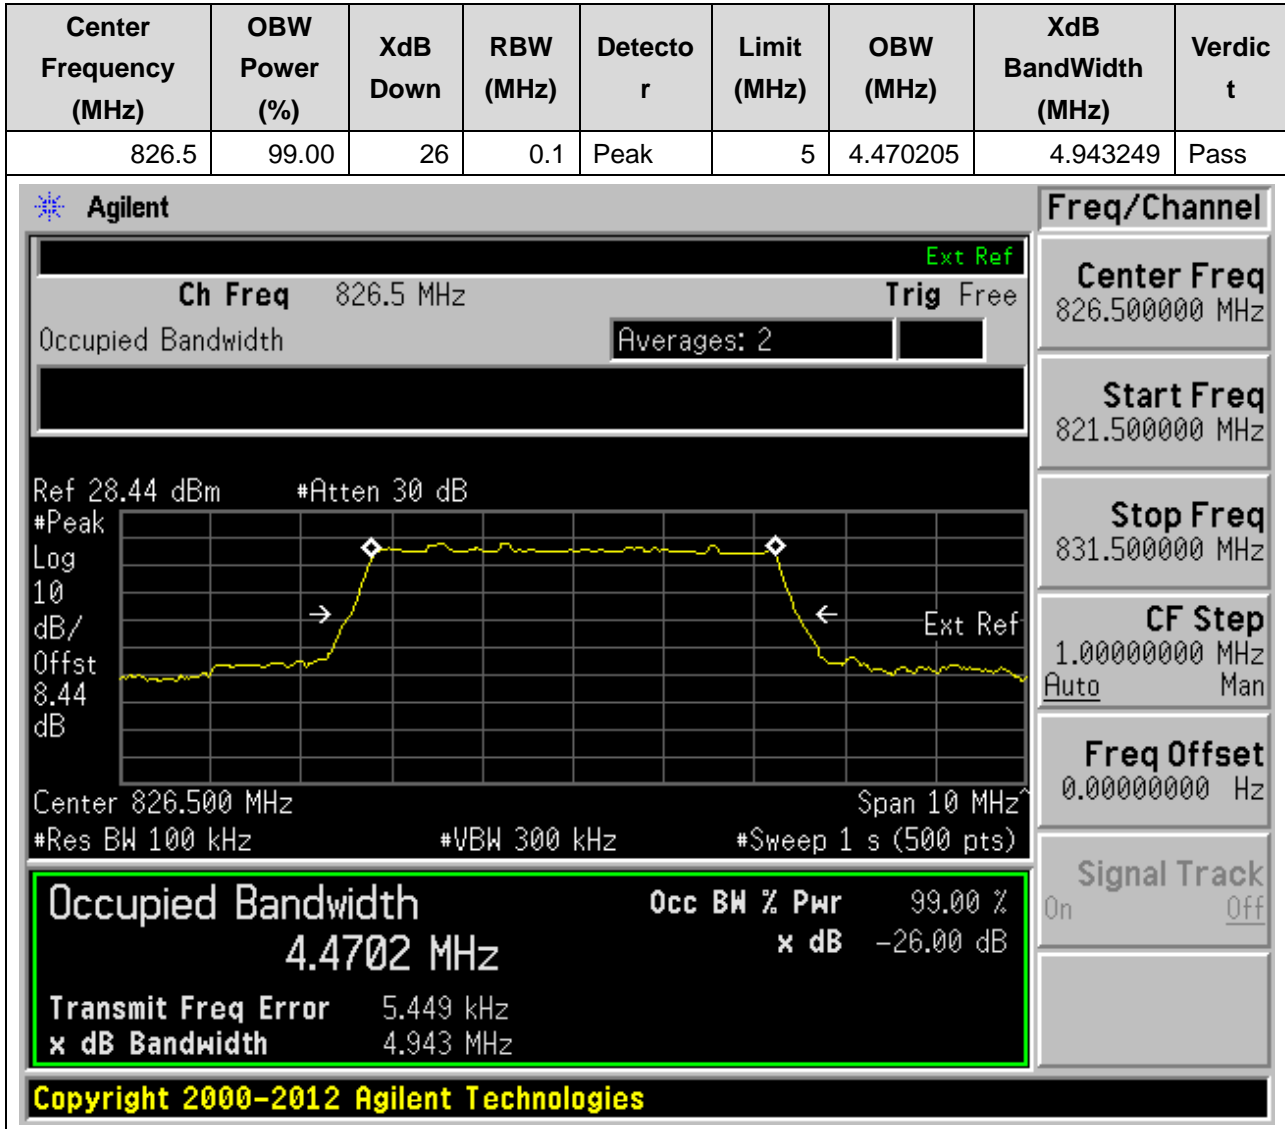 Center Frequency (MHz) OBW Power (%) XdB Down RBW (MHz) Detecto r Limit (MHz) OBW (MHz) XdB BandWidth (MHz) Verdic t
826.5 99.00 26 0.1 Peak 5 4.470205 4.943249 Pass
Agilent
Freq/Channel
Ext Ref
Ch Freq 826.5 MHz Trig Free
Occupied Bandwidth Averages: 2
Center Freq
826.500000 MHz
Start Freq
821.500000 MHz
Stop Freq
831.500000 MHz
CF Step
1.00000000 MHz
Auto Man
Freq Offset
0.00000000 Hz
Signal Track
On Off
Ref 28.44 dBm #Atten 30 dB
#Peak
Log
10
dB/
Offst
8.44
dB
Ext Ref
Center 826.500 MHz Span 10 MHz^
#Res BW 100 kHz #VBW 300 kHz #Sweep 1 s (500 pts)
Occupied Bandwidth Occ BW % Pwr 99.00 %
4.4702 MHz x dB -26.00 dB
Transmit Freq Error 5.449 kHz
x dB Bandwidth 4.943 MHz
Copyright 2000-2012 Agilent Technologies